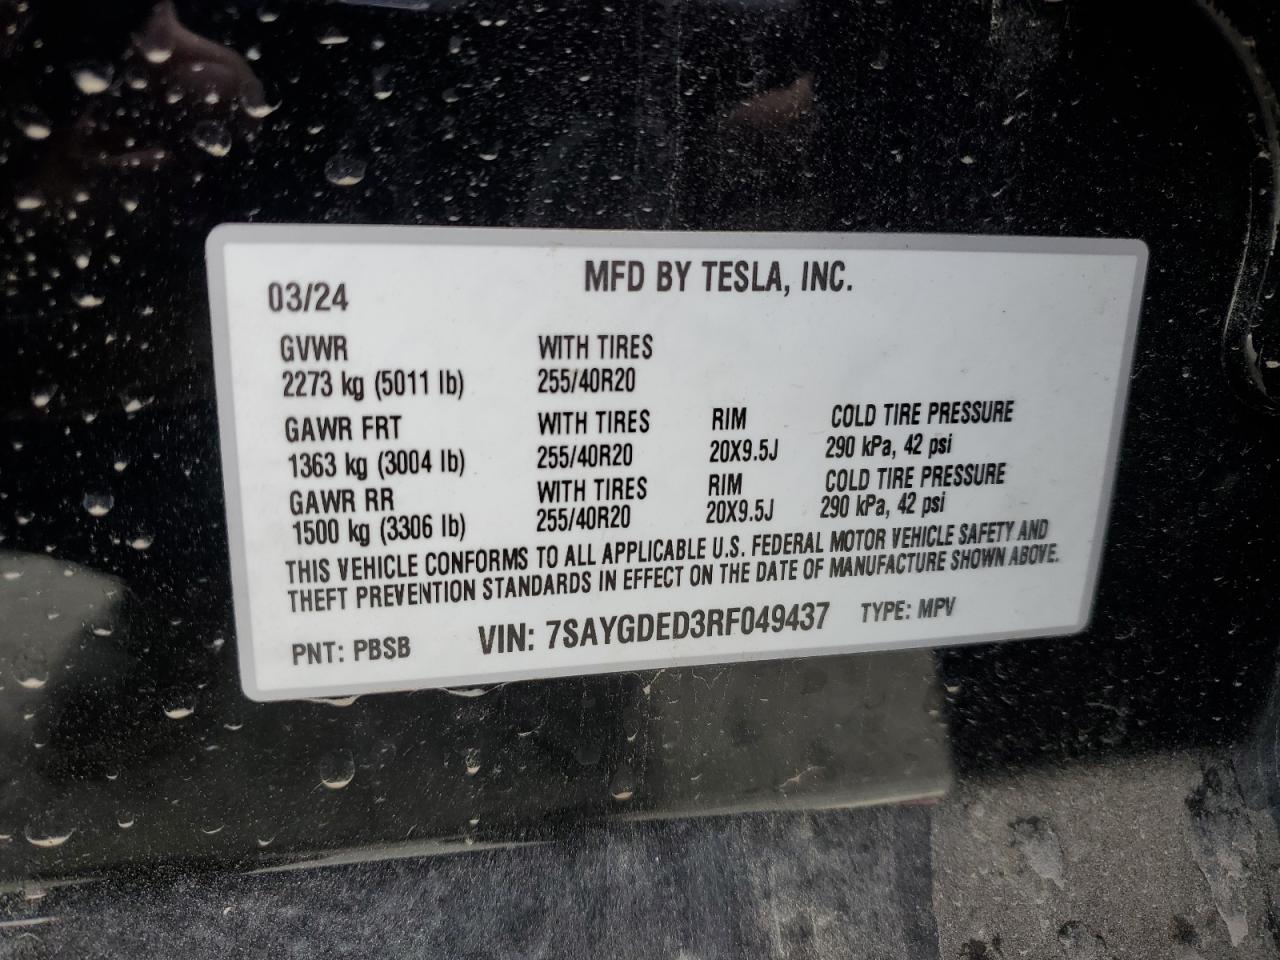 MFD BY TESLA, INC.
03/24
GVWR WITH TIRES
2273 kg (5011 lb) 255/40R20
GAWR FRT WITH TIRES RIM COLD TIRE PRESSURE
1363 kg (3004 lb) 255/40R20 20X9.5J 290 kPa, 42 psi
GAWR RR WITH TIRES RIM COLD TIRE PRESSURE
1500 kg (3306 lb) 255/40R20 20X9.5J 290 kPa, 42 psi
THIS VEHICLE CONFORMS TO ALL APPLICABLE U.S. FEDERAL MOTOR VEHICLE SAFETY AND
THEFT PREVENTION STANDARDS IN EFFECT ON THE DATE OF MANUFACTURE SHOWN ABOVE.
PNT: PBSB VIN: 7SAYGDED3RF049437 TYPE: MPV